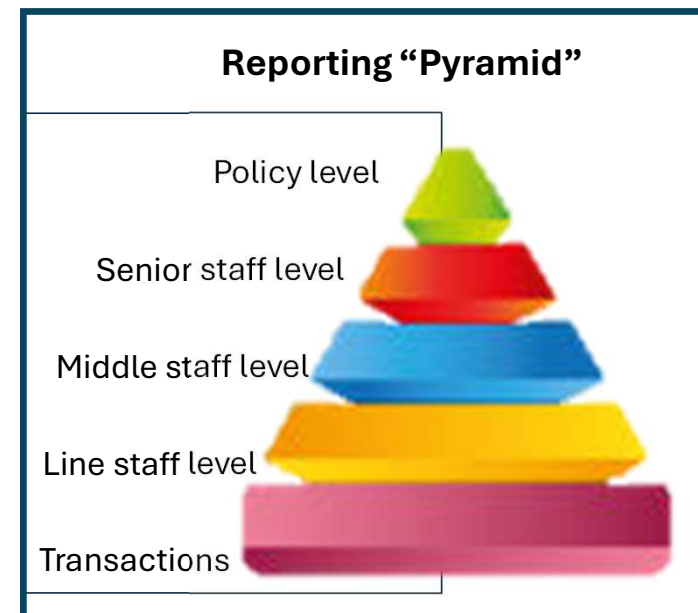 Reporting “Pyramid”
Policy level
Senior staff level
Middle staff level
Line staff level
Transactions